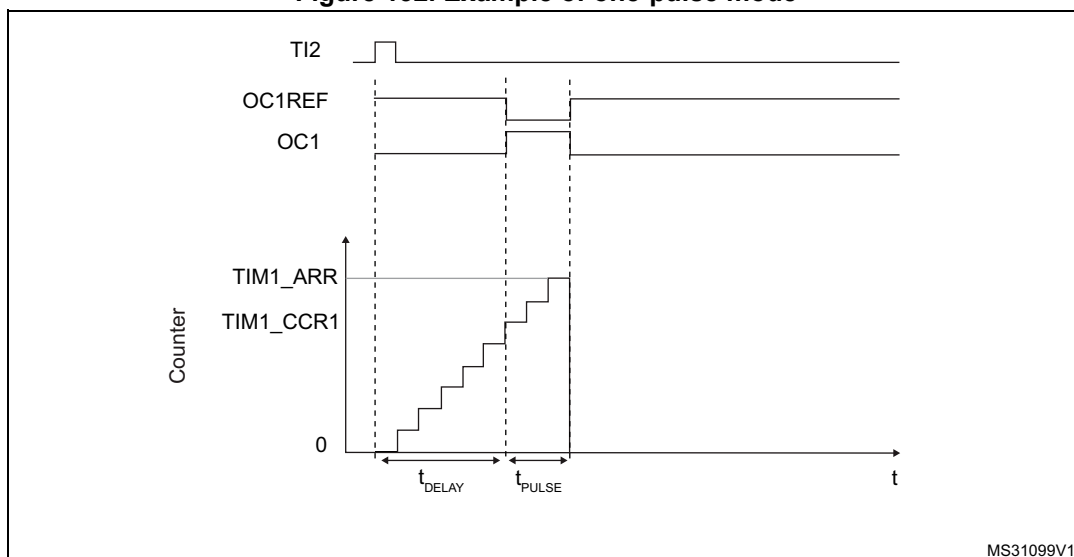 TI2
OC1REF
OC1
TIM1_ARR
TIM1_CCR1
Counter
0
tDELAY
tPULSE
t
MS31099V1